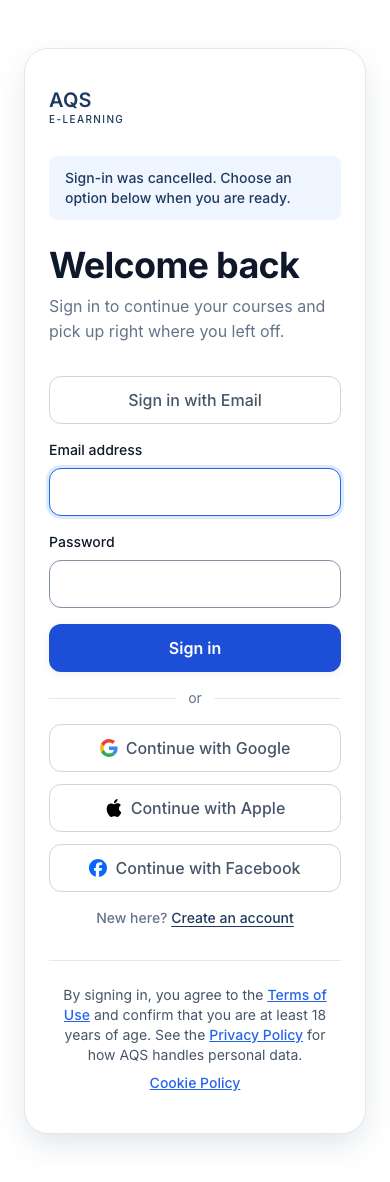 AQS
E-LEARNING
Sign-in was cancelled. Choose an
option below when you are ready.
Welcome back
Sign in to continue your courses and
pick up right where you left off.
Sign in with Email
Email address
Password
Sign in
or
Continue with Google
Continue with Apple
Continue with Facebook
New here? Create an account
By signing in, you agree to the Terms of
Use and confirm that you are at least 18
years of age. See the Privacy Policy for
how AQS handles personal data.
Cookie Policy